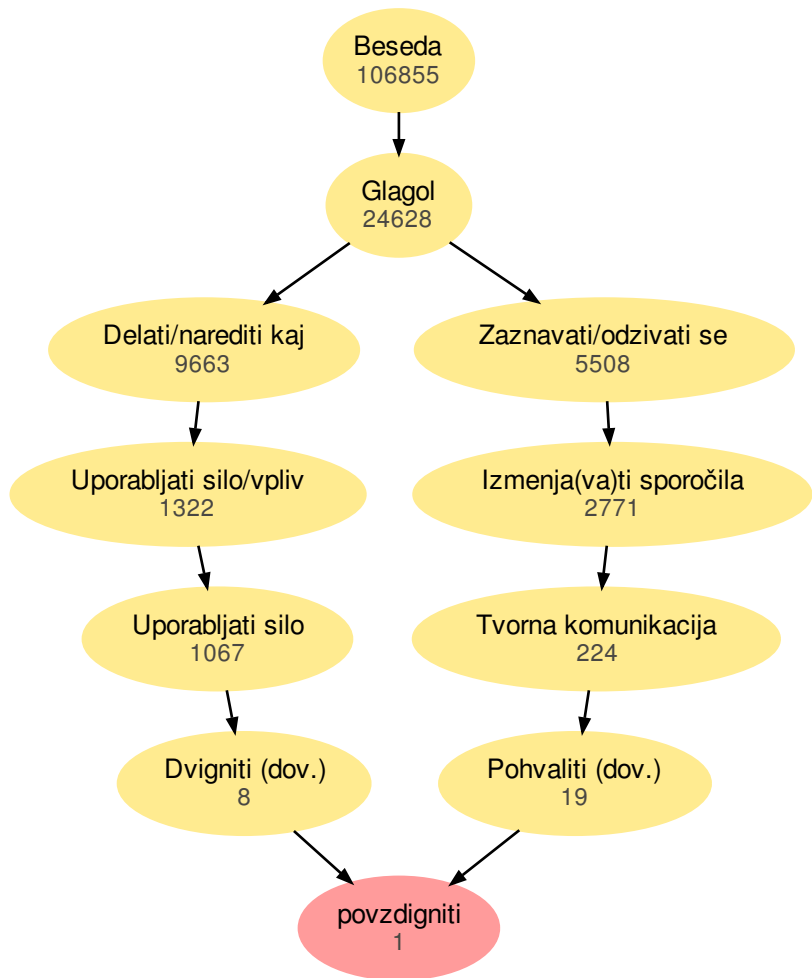 Beseda
106855
Glagol
24628
Delati/narediti kaj
9663
Zaznavati/odzivati se
5508
Uporabljati silo/vpliv
1322
Izmenja(va)ti sporočila
2771
Uporabljati silo
1067
Tvorna komunikacija
224
Dvigniti (dov.)
8
Pohvaliti (dov.)
19
povzdigniti
1